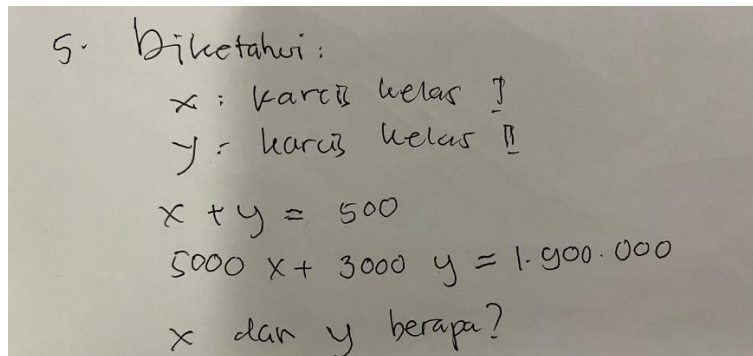 5. Diketahui:
x : karcis kelas I
y : karcis kelas II
x + y = 500
5000 x + 3000 y = 1.900.000
x dan y berapa?